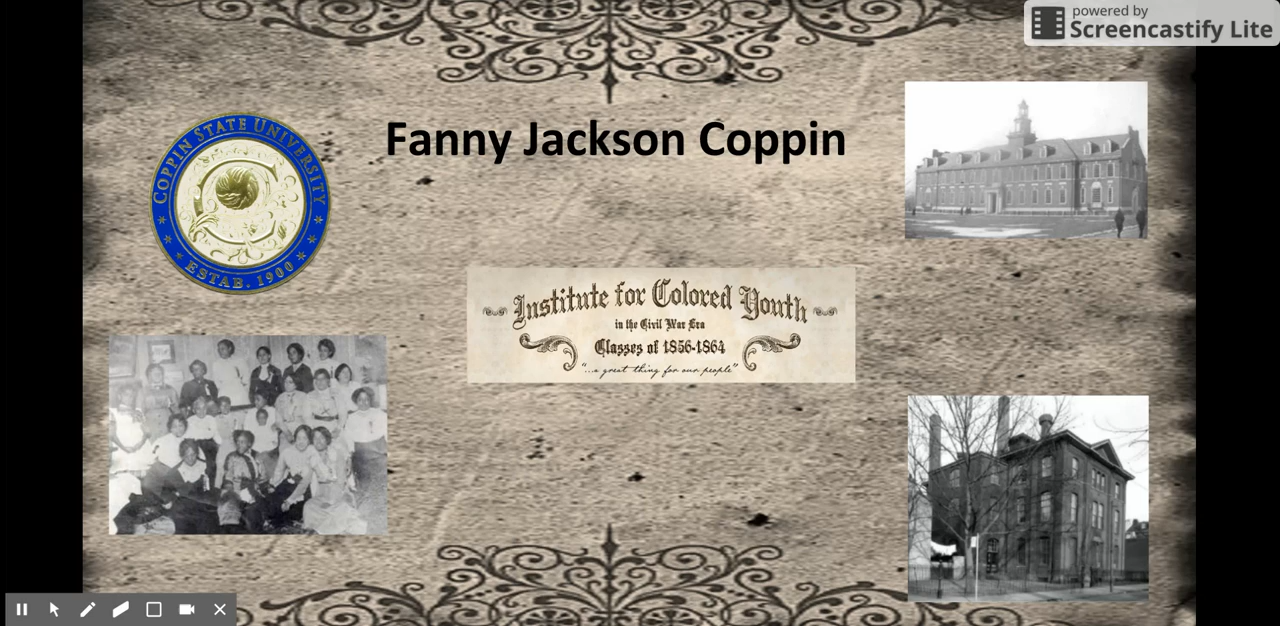 powered by
Screencastify Lite
Fanny Jackson Coppin
COPPIN STATE UNIVERSITY
ESTAB. 1900
Institute for Colored Youth
in the Civil War Era
Classes of 1856-1864
"...a great thing for our people"